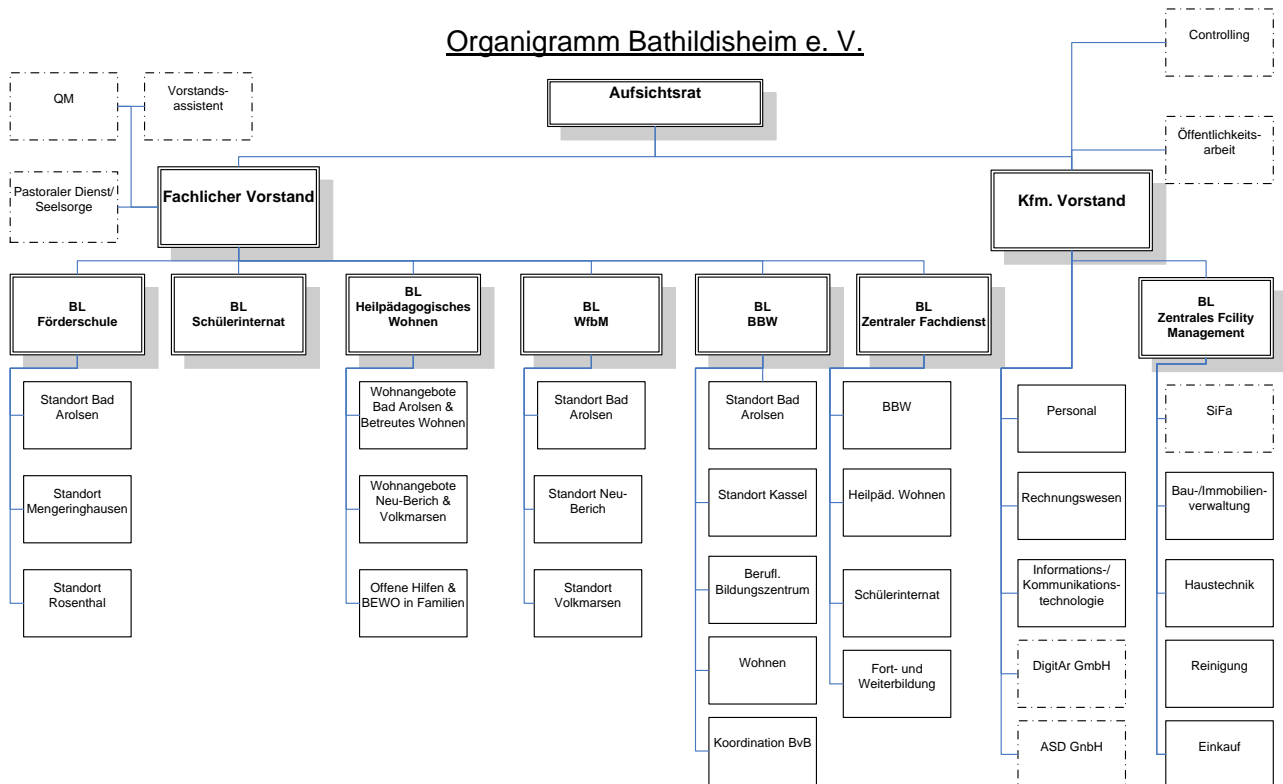 Organigramm Bathildisheim e. V.
Controlling
QM
Vorstands-
assistent
Aufsichtsrat
Öffentlichkeits-
arbeit
Pastoraler Dienst/
Seelsorge
Fachlicher Vorstand
Kfm. Vorstand
BL
Förderschule
BL
Schülerinternat
BL
Heilpädagogisches
Wohnen
BL
WfbM
BL
BBW
BL
Zentraler Fachdienst
BL
Zentrales Fcility
Management
Standort Bad
Arolsen
Standort
Mengeringhausen
Standort
Rosenthal
Wohnangebote
Bad Arolsen &
Betreutes Wohnen
Wohnangebote
Neu-Berich &
Volkmarsen
Offene Hilfen &
BEWO in Familien
Standort Bad
Arolsen
Standort Neu-
Berich
Standort
Volkmarsen
Standort Bad
Arolsen
Standort Kassel
Berufl.
Bildungszentrum
Wohnen
Koordination BvB
BBW
Heilpäd. Wohnen
Schülerinternat
Fort- und
Weiterbildung
Personal
Rechnungswesen
Informations-/
Kommunikations-
technologie
DigitAr GmbH
ASD GnbH
SiFa
Bau-/Immobilien-
verwaltung
Haustechnik
Reinigung
Einkauf